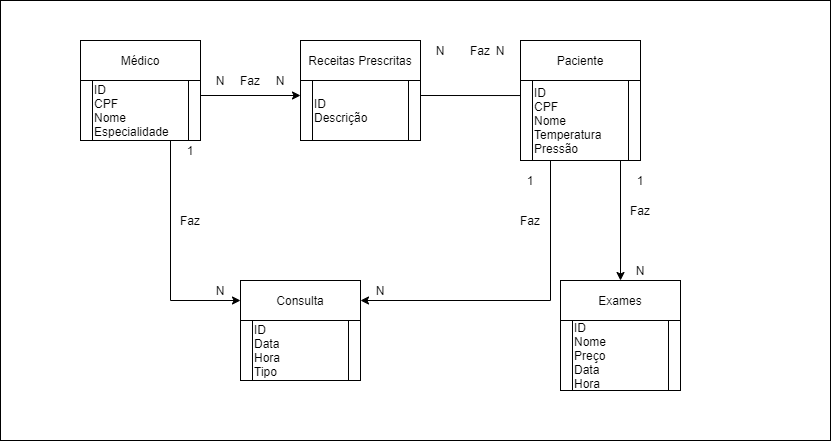 Médico
ID
CPF
Nome
Especialidade
N Faz N
Receitas Prescritas
ID
Descrição
N Faz N
Paciente
ID
CPF
Nome
Temperatura
Pressão
1
Faz
N
1
Faz
N
1
Faz
N
Consulta
ID
Data
Hora
Tipo
Exames
ID
Nome
Preço
Data
Hora